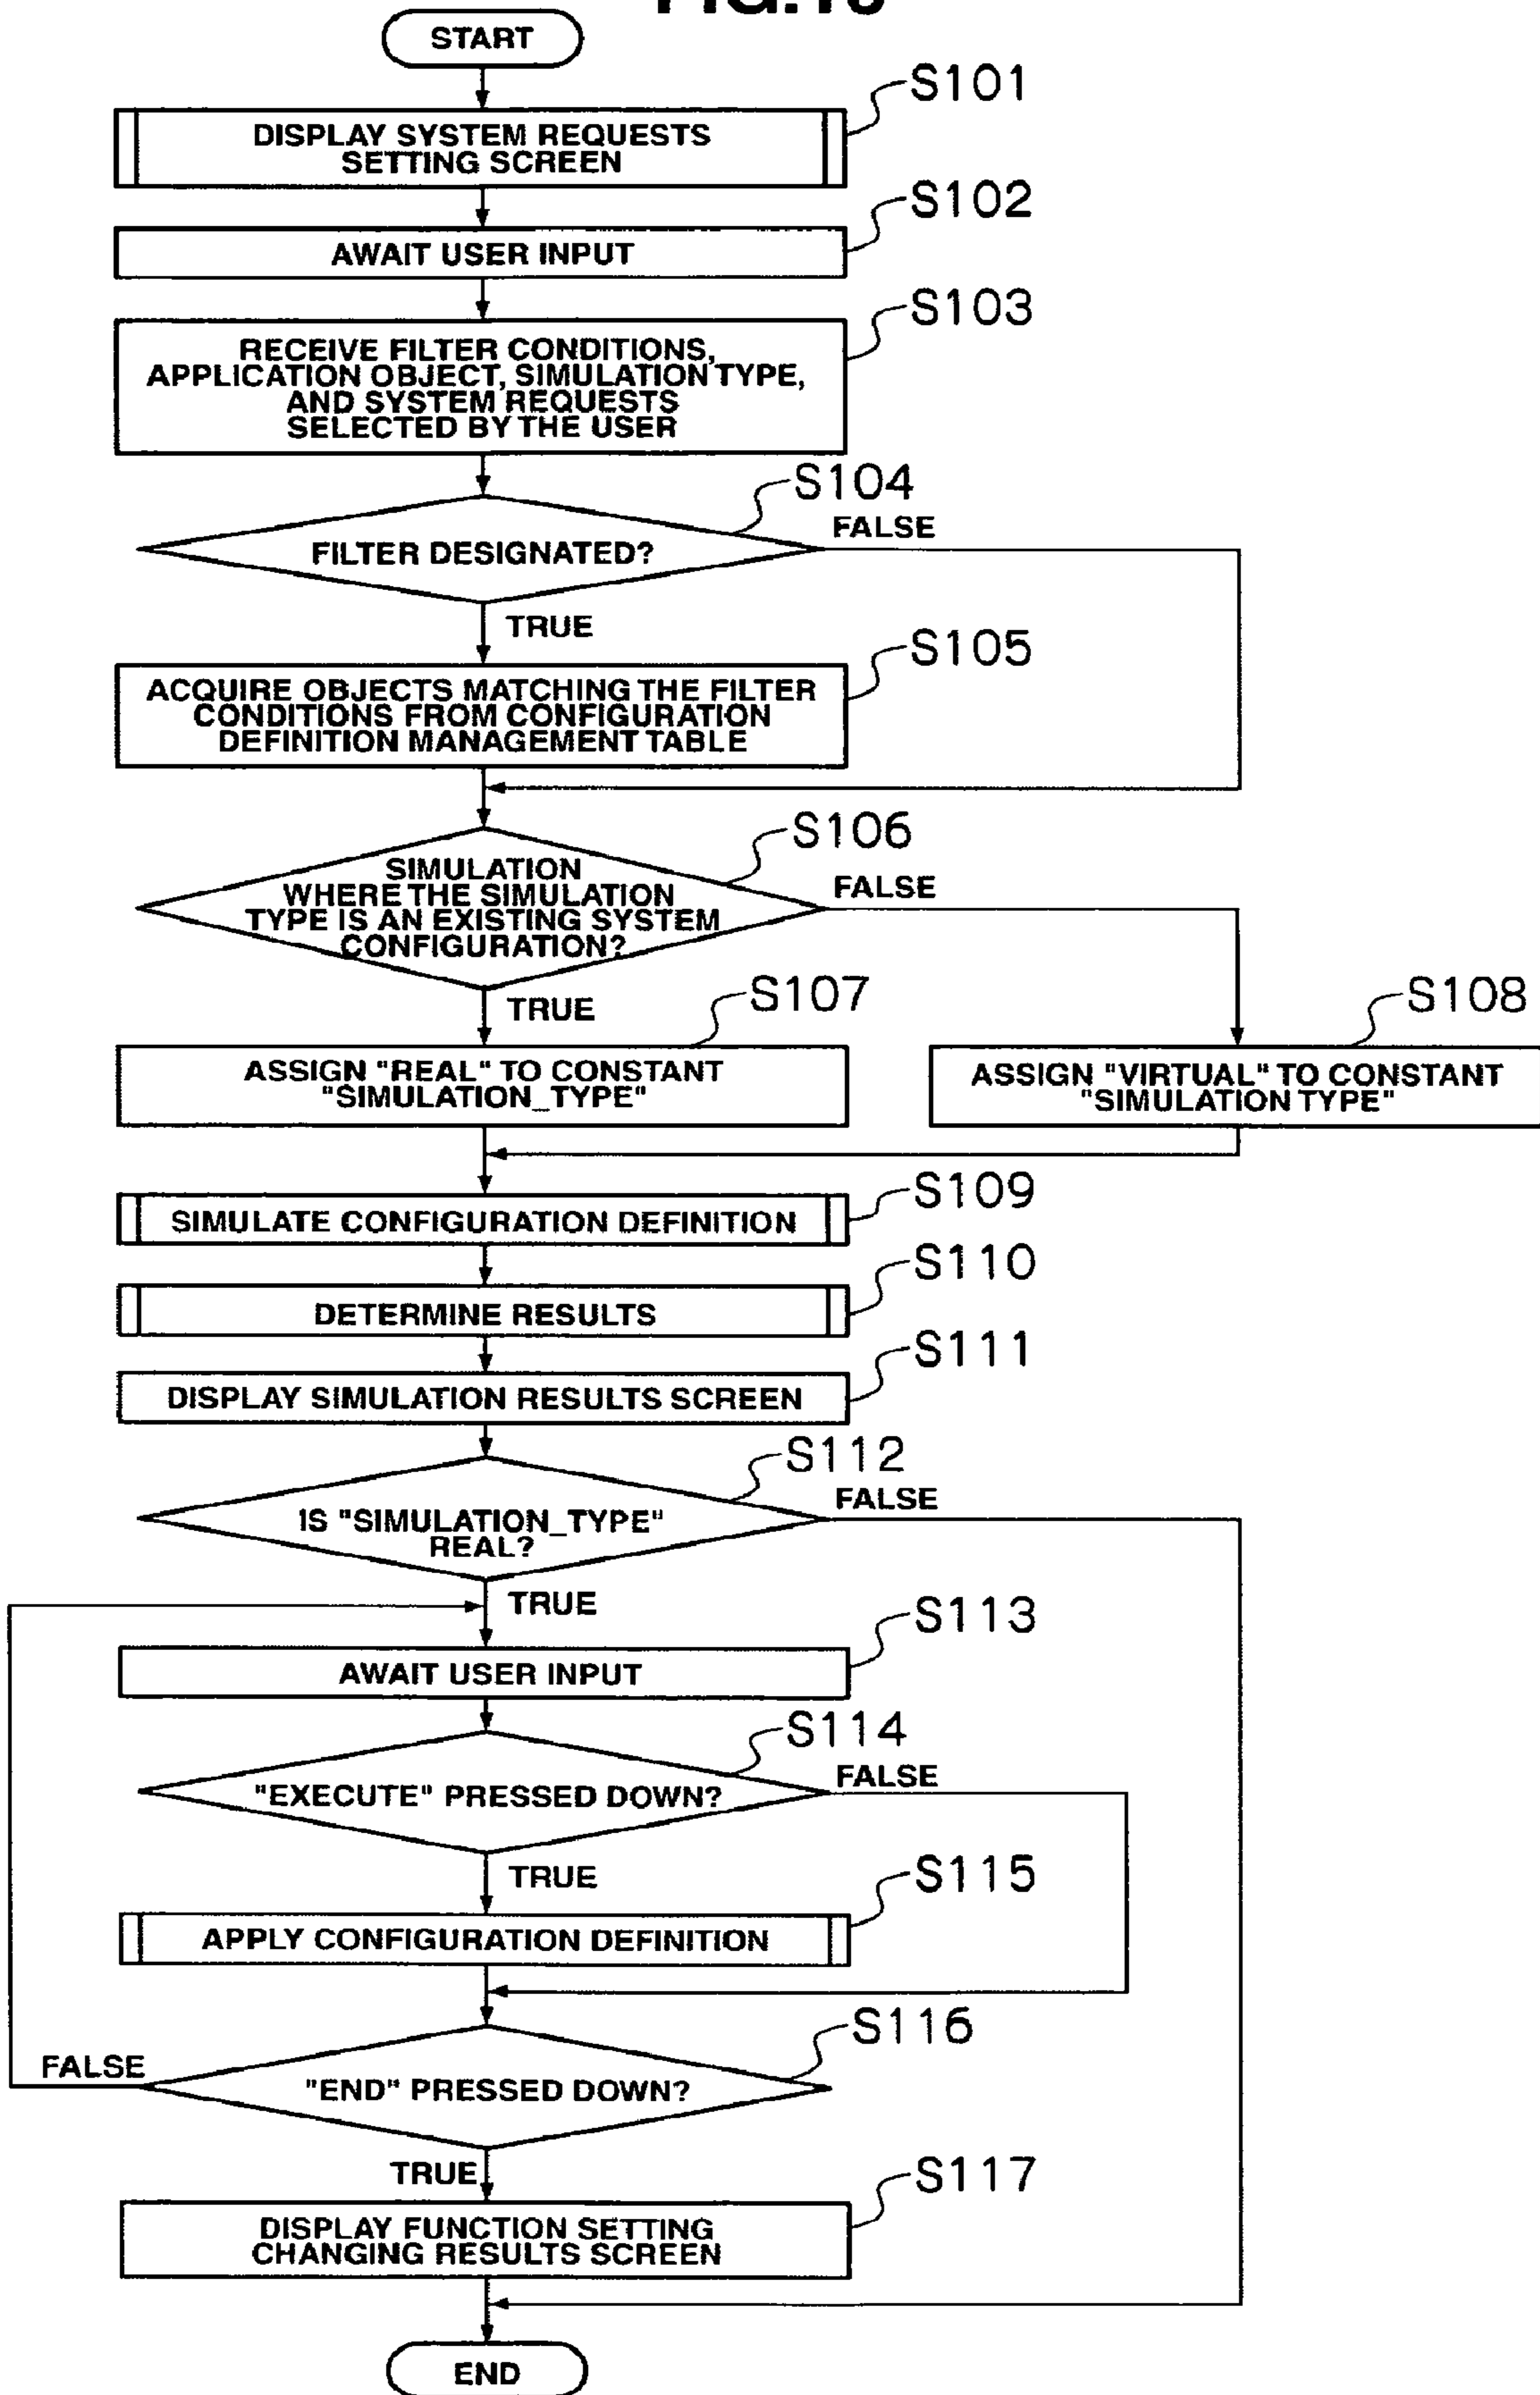 START
S101
DISPLAY SYSTEM REQUESTS
SETTING SCREEN
S102
AWAIT USER INPUT
S103
RECEIVE FILTER CONDITIONS,
APPLICATION OBJECT, SIMULATION TYPE,
AND SYSTEM REQUESTS
SELECTED BY THE USER
S104
FILTER DESIGNATED?
FALSE
TRUE
S105
ACQUIRE OBJECTS MATCHING THE FILTER
CONDITIONS FROM CONFIGURATION
DEFINITION MANAGEMENT TABLE
S106
SIMULATION
WHERE THE SIMULATION
TYPE IS AN EXISTING SYSTEM
CONFIGURATION?
FALSE
TRUE
S107
ASSIGN "REAL" TO CONSTANT
"SIMULATION_TYPE"
S108
ASSIGN "VIRTUAL" TO CONSTANT
"SIMULATION TYPE"
S109
SIMULATE CONFIGURATION DEFINITION
S110
DETERMINE RESULTS
S111
DISPLAY SIMULATION RESULTS SCREEN
S112
IS "SIMULATION_TYPE"
REAL?
FALSE
TRUE
S113
AWAIT USER INPUT
S114
"EXECUTE" PRESSED DOWN?
FALSE
TRUE
S115
APPLY CONFIGURATION DEFINITION
S116
"END" PRESSED DOWN?
FALSE
TRUE
S117
DISPLAY FUNCTION SETTING
CHANGING RESULTS SCREEN
END